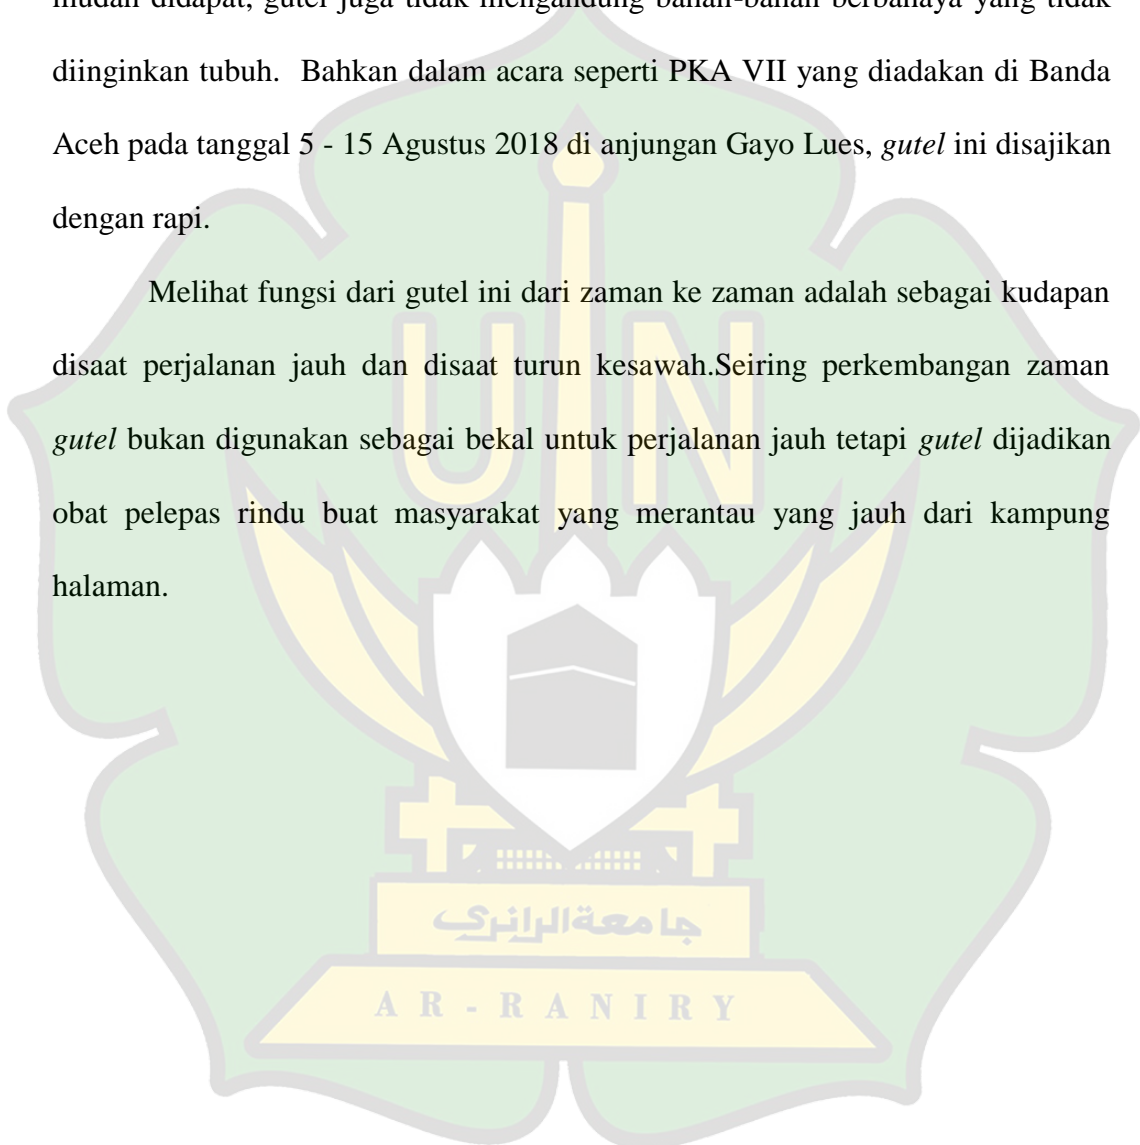 mudah didapat, gutel juga tidak mengandung bahan-bahan berbahaya yang tidak
diinginkan tubuh. Bahkan dalam acara seperti PKA VII yang diadakan di Banda
Aceh pada tanggal 5 - 15 Agustus 2018 di anjungan Gayo Lues, gutel ini disajikan
dengan rapi.
Melihat fungsi dari gutel ini dari zaman ke zaman adalah sebagai kudapan
disaat perjalanan jauh dan disaat turun kesawah.Seiring perkembangan zaman
gutel bukan digunakan sebagai bekal untuk perjalanan jauh tetapi gutel dijadikan
obat pelepas rindu buat masyarakat yang merantau yang jauh dari kampung
halaman.
UIN
جامعة الرانري
AR-RANIRY